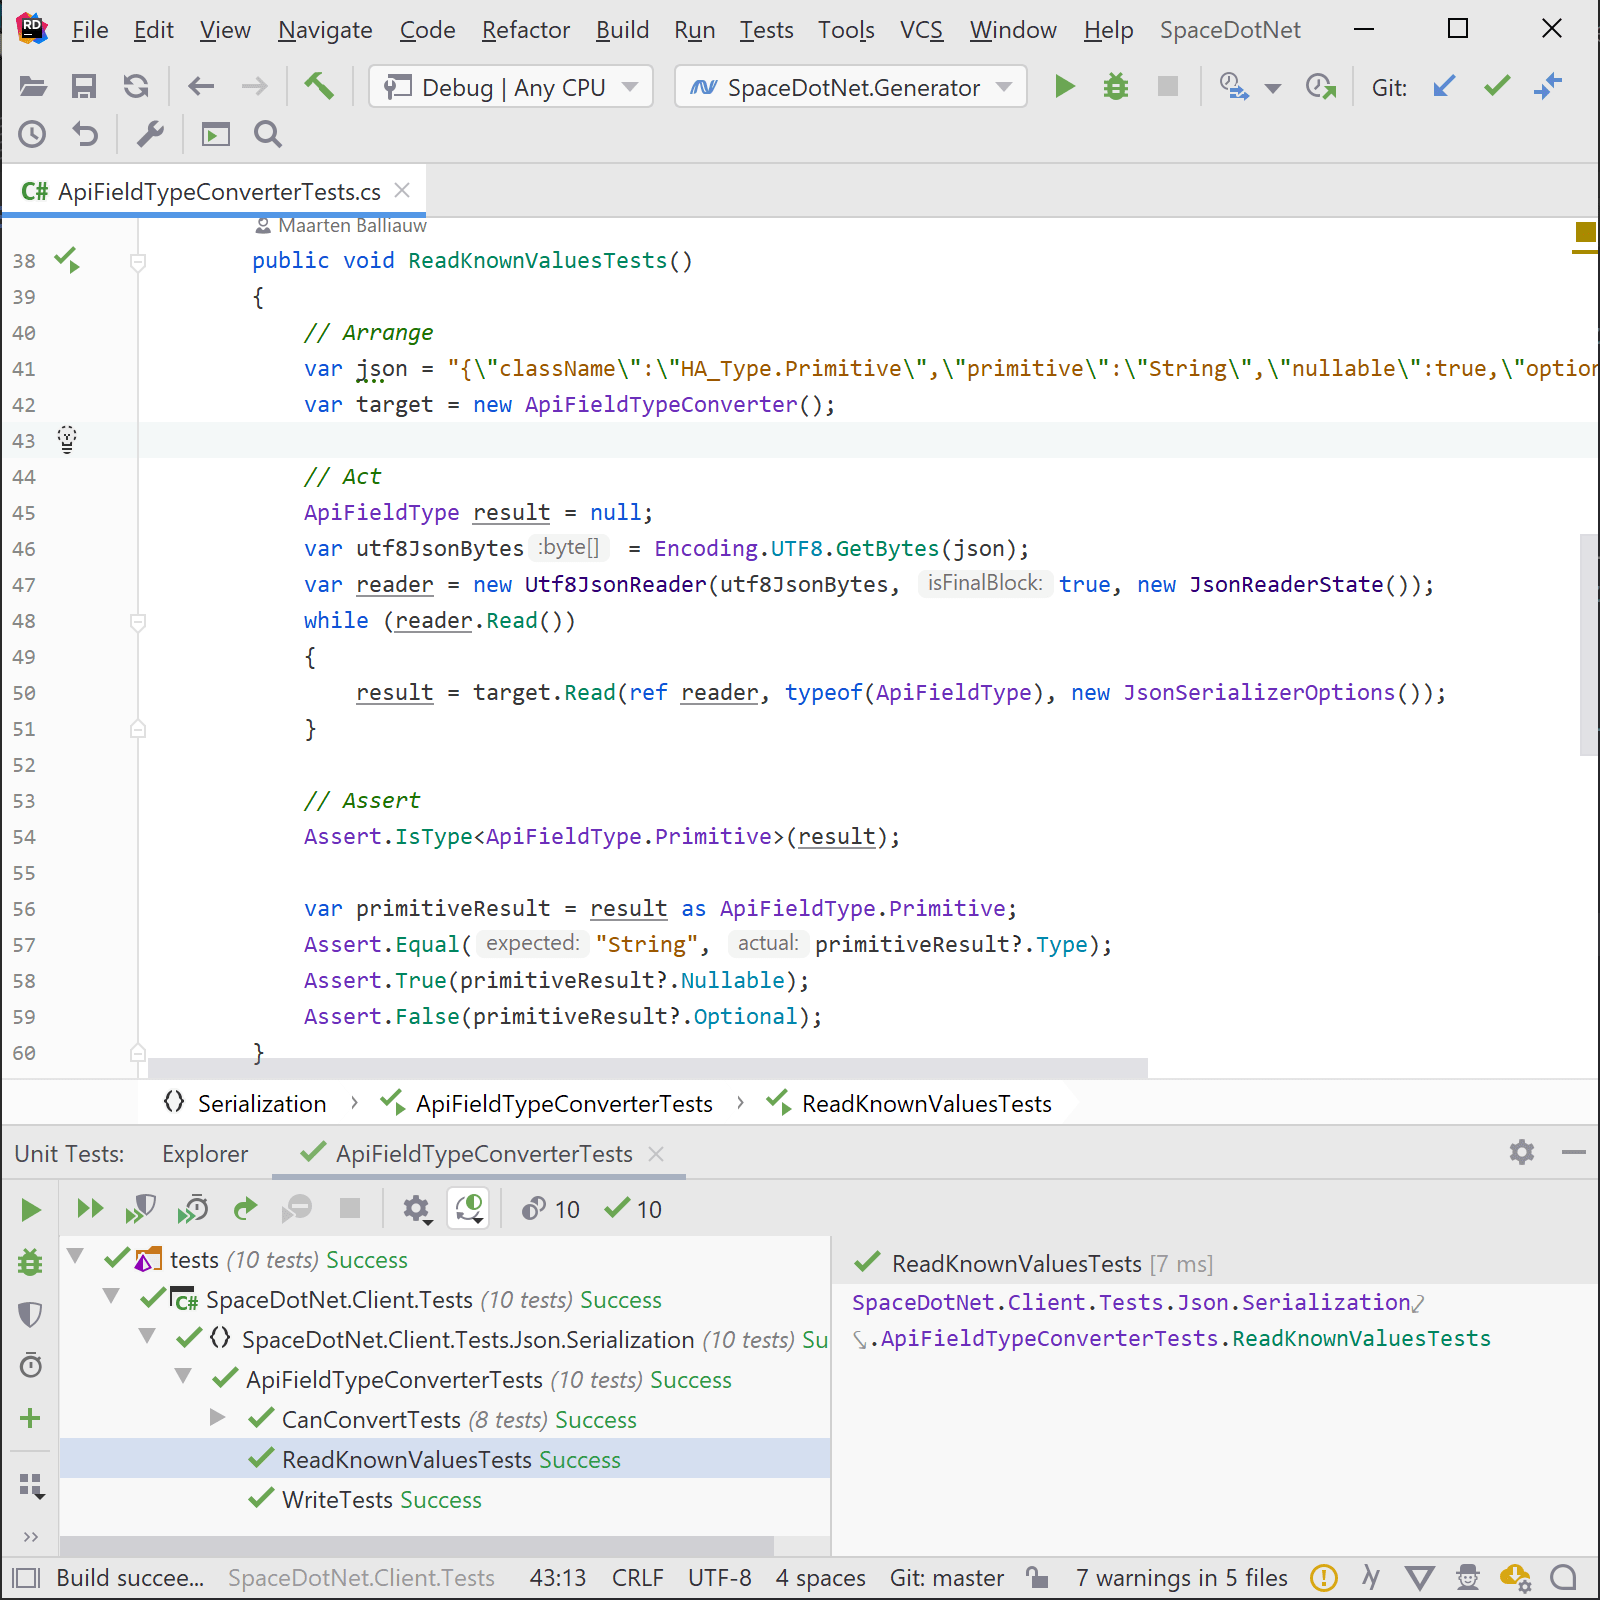 RD File Edit View Navigate Code Refactor Build Run Tests Tools VCS Window Help SpaceDotNet
Debug | Any CPU SpaceDotNet.Generator Git:
C# ApiFieldTypeConverterTests.cs
Maarten Balliauw
38 public void ReadKnownValuesTests()
39 {
40 // Arrange
41 var json = "{\"className\":\"HA_Type.Primitive\",\"primitive\":\"String\",\"nullable\":true,\"option
42 var target = new ApiFieldTypeConverter();
43
44 // Act
45 ApiFieldType result = null;
46 var utf8JsonBytes :byte[] = Encoding.UTF8.GetBytes(json);
47 var reader = new Utf8JsonReader(utf8JsonBytes, isFinalBlock: true, new JsonReaderState());
48 while (reader.Read())
49 {
50 result = target.Read(ref reader, typeof(ApiFieldType), new JsonSerializerOptions());
51 }
52
53 // Assert
54 Assert.IsType<ApiFieldType.Primitive>(result);
55
56 var primitiveResult = result as ApiFieldType.Primitive;
57 Assert.Equal( expected: "String", actual: primitiveResult?.Type);
58 Assert.True(primitiveResult?.Nullable);
59 Assert.False(primitiveResult?.Optional);
60 }
Serialization › ApiFieldTypeConverterTests › ReadKnownValuesTests
Unit Tests: Explorer ApiFieldTypeConverterTests
10 10
tests (10 tests) Success
C# SpaceDotNet.Client.Tests (10 tests) Success
SpaceDotNet.Client.Tests.Json.Serialization (10 tests) Su
ApiFieldTypeConverterTests (10 tests) Success
CanConvertTests (8 tests) Success
ReadKnownValuesTests Success
WriteTests Success
ReadKnownValuesTests [7 ms]
SpaceDotNet.Client.Tests.Json.Serialization
.ApiFieldTypeConverterTests.ReadKnownValuesTests
Build succee... SpaceDotNet.Client.Tests 43:13 CRLF UTF-8 4 spaces Git: master 7 warnings in 5 files